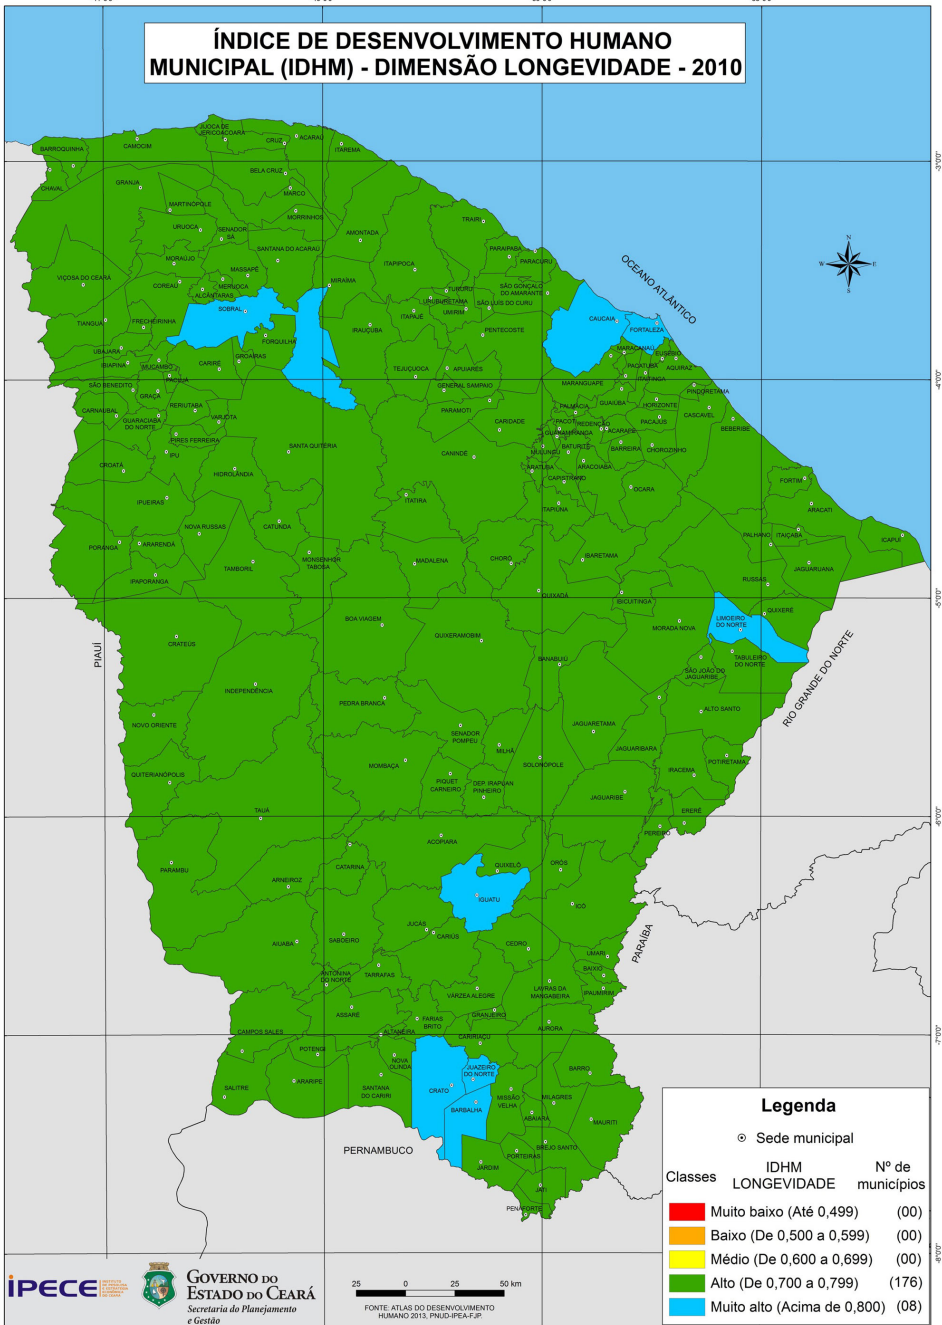 ÍNDICE DE DESENVOLVIMENTO HUMANO
MUNICIPAL (IDHM) - DIMENSÃO LONGEVIDADE - 2010
JIJOCA DE
JERICOACOARA
CRUZ
ACARAÚ
ITAREMA
BARROQUINHA
CAMOCIM
-3°0'0"
CHAVAL
GRANJA
BELA CRUZ
MARCO
MARTINÓPOLE
MORRINHOS
TRAIRI
URUOCA
SENADOR
SÁ
AMONTADA
SANTANA DO ACARAÚ
PARAIPABA
PARACURU
N
W
E
S
OCEANO ATLÂNTICO
MORAÚJO
MASSAPÊ
ITAPIPOCA
VIÇOSA DO CEARÁ
COREAÚ
MERUOCA
ALCÂNTARAS
MIRAÍMA
TURURU
SÃO GONÇALO
DO AMARANTE
URUBURETAMA
SÃO LUÍS DO CURU
SOBRAL
ITAPAJÉ
UMIRIM
TIANGUÁ
FRECHEIRINHA
IRAUÇUBA
PENTECOSTE
CAUCAIA
FORTALEZA
FORQUILHA
UBAJARA
IBIAPINA
MUCAMBO
CARIRÉ
GROAÍRAS
MARACANAÚ
EUSÉBIO
AQUIRAZ
PACATUBA
ITAITINGA
TEJUÇUOCA
APUIARÉS
GENERAL SAMPAIO
MARANGUAPE
-4°0'0"
PACUJÁ
SÃO BENEDITO
GRAÇA
PINDORETAMA
CARNAUBAL
RERIUTABA
VARJOTA
GUARACIABA
DO NORTE
PARAMOTI
CARIDADE
PALMÁCIA
GUAIÚBA
HORIZONTE
CASCAVEL
PACOTI
REDENÇÃO
ACARAPE
PACAJUS
BEBERIBE
GUARAMIRANGA
PIRES FERREIRA
IPU
SANTA QUITÉRIA
CANINDÉ
MULUNGU
BATURITÉ
BARREIRA
CHOROZINHO
CROATÁ
HIDROLÂNDIA
ARATUBA
ARACOIABA
CAPISTRANO
FORTIM
IPUEIRAS
ITATIRA
OCARA
ITAPIÚNA
ARACATI
NOVA RUSSAS
CATUNDA
PALHANO
ITAIÇABA
ICAPUÍ
PORANGA
ARARENDÁ
TAMBORIL
MONSENHOR
TABOSA
MADALENA
CHORÓ
IBARETAMA
JAGUARUANA
IPAPORANGA
RUSSAS
-5°0'0"
QUIXADÁ
IBICUITINGA
QUIXERÉ
PIAUÍ
CRATEÚS
BOA VIAGEM
QUIXERAMOBIM
MORADA NOVA
LIMOEIRO
DO NORTE
BANABUIÚ
TABULEIRO
DO NORTE
SÃO JOÃO DO
JAGUARIBE
RIO GRANDE DO NORTE
INDEPENDÊNCIA
PEDRA BRANCA
ALTO SANTO
NOVO ORIENTE
JAGUARETAMA
SENADOR
POMPEU
MILHÃ
JAGUARIBARA
POTIRETAMA
QUITERIANÓPOLIS
MOMBAÇA
SOLONÓPOLE
IRACEMA
PIQUET
CARNEIRO
DEP. IRAPUAN
PINHEIRO
JAGUARIBE
TAUÁ
ERERÊ
-6°0'0"
PEREIRO
ACOPIARA
PARAMBU
CATARINA
QUIXELÔ
ORÓS
ARNEIROZ
IGUATU
ICÓ
JUCÁS
CARIÚS
PARAÍBA
AIUABA
SABOEIRO
CEDRO
UMARI
BAIXIO
ANTONINA
DO NORTE
TARRAFAS
LAVRAS DA
MANGABEIRA
IPAUMIRIM
VÁRZEA ALEGRE
ASSARÉ
FARIAS
BRITO
GRANJEIRO
AURORA
CAMPOS SALES
ALTANEIRA
CARIRIAÇU
-7°0'0"
POTENGI
NOVA
OLINDA
JUAZEIRO
DO NORTE
BARRO
SALITRE
ARARIPE
SANTANA
DO CARIRI
CRATO
MISSÃO
VELHA
MILAGRES
BARBALHA
ABAIARA
MAURITI
PERNAMBUCO
BREJO SANTO
PORTEIRAS
JARDIM
JATI
PENAFORTE
-8°0'0"
Legenda
Sede municipal
Classes
IDHM
LONGEVIDADE
Nº de
municípios
Muito baixo (Até 0,499) (00)
Baixo (De 0,500 a 0,599) (00)
Médio (De 0,600 a 0,699) (00)
Alto (De 0,700 a 0,799) (176)
Muito alto (Acima de 0,800) (08)
IPECE
GOVERNO DO
ESTADO DO CEARÁ
Secretaria do Planejamento
e Gestão
25 0 25 50 km
FONTE: ATLAS DO DESENVOLVIMENTO
HUMANO 2013, PNUD-IPEA-FJP.